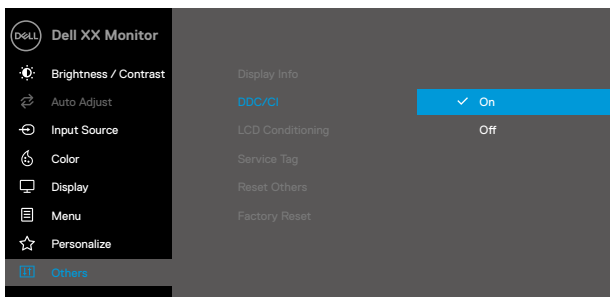 DELL
Dell XX Monitor
Brightness / Contrast
Auto Adjust
Input Source
Color
Display
Menu
Personalize
Others
Display Info
DDC/CI
LCD Conditioning
Service Tag
Reset Others
Factory Reset
On
Off